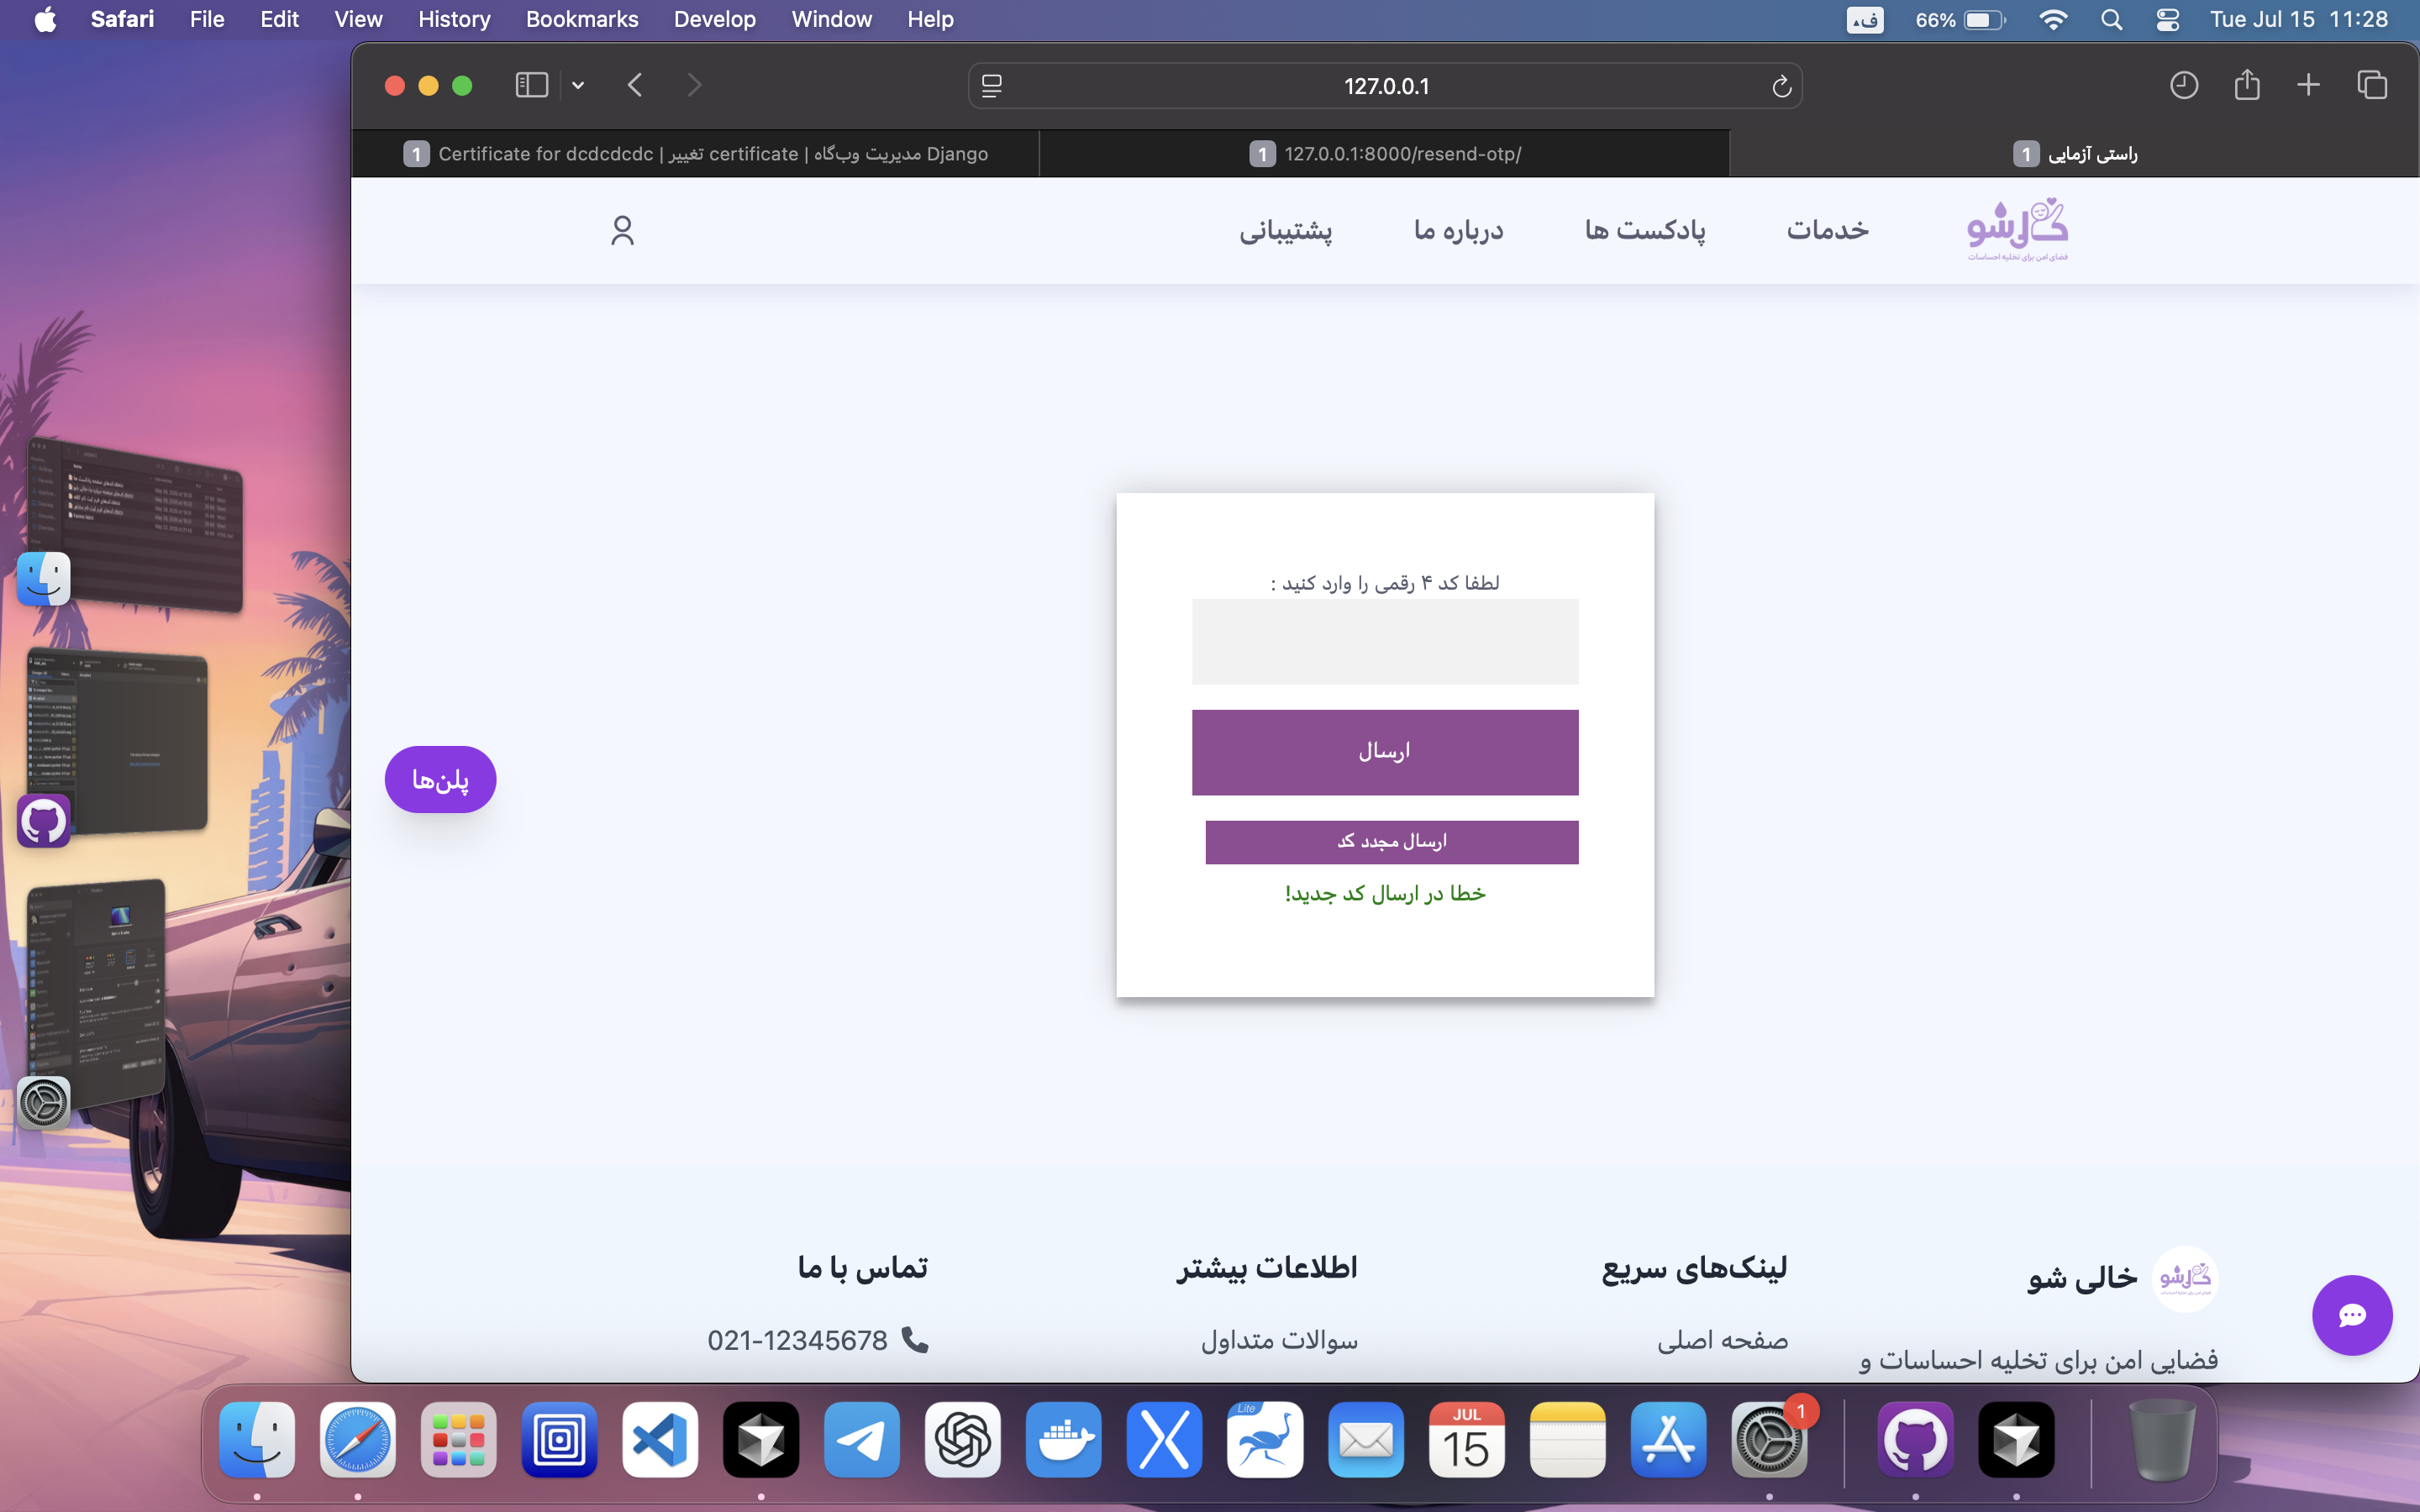 Safari File Edit View History Bookmarks Develop Window Help
ف 66% Tue Jul 15 11:28
127.0.0.1
1 Certificate for dcdcdcdc | تغییر certificate | مدیریت وب‌گاه Django
1 127.0.0.1:8000/resend-otp/
1 راستی آزمایی
خدمات پادکست ها درباره ما پشتیبانی
فضای امن برای تخلیه احساسات
لطفا کد ۴ رقمی را وارد کنید :
ارسال
ارسال مجدد کد
خطا در ارسال کد جدید!
پلن‌ها
خالی شو
فضایی امن برای تخلیه احساسات و
لینک‌های سریع
صفحه اصلی
اطلاعات بیشتر
سوالات متداول
تماس با ما
021-12345678
Lite
JUL
15
1